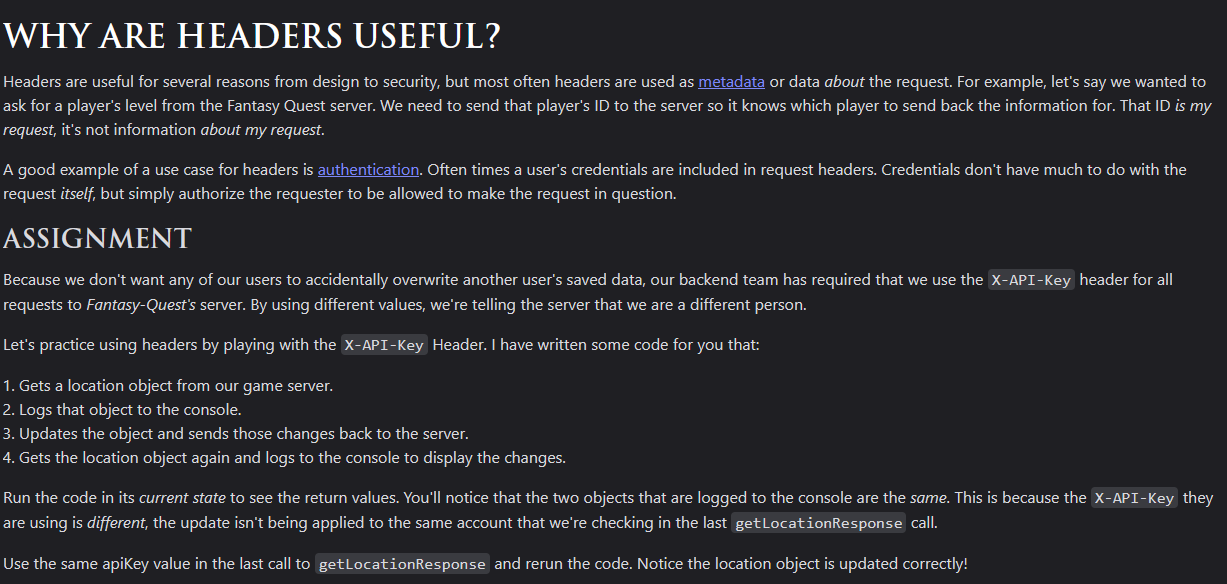 WHY ARE HEADERS USEFUL?
Headers are useful for several reasons from design to security, but most often headers are used as metadata or data about the request. For example, let's say we wanted to
ask for a player's level from the Fantasy Quest server. We need to send that player's ID to the server so it knows which player to send back the information for. That ID is my
request, it's not information about my request.
A good example of a use case for headers is authentication. Often times a user's credentials are included in request headers. Credentials don't have much to do with the
request itself, but simply authorize the requester to be allowed to make the request in question.
ASSIGNMENT
Because we don't want any of our users to accidentally overwrite another user's saved data, our backend team has required that we use the X-API-Key header for all
requests to Fantasy-Quest's server. By using different values, we're telling the server that we are a different person.
Let's practice using headers by playing with the X-API-Key Header. I have written some code for you that:
1. Gets a location object from our game server.
2. Logs that object to the console.
3. Updates the object and sends those changes back to the server.
4. Gets the location object again and logs to the console to display the changes.
Run the code in its current state to see the return values. You'll notice that the two objects that are logged to the console are the same. This is because the X-API-Key they
are using is different, the update isn't being applied to the same account that we're checking in the last getLocationResponse call.
Use the same apiKey value in the last call to getLocationResponse and rerun the code. Notice the location object is updated correctly!